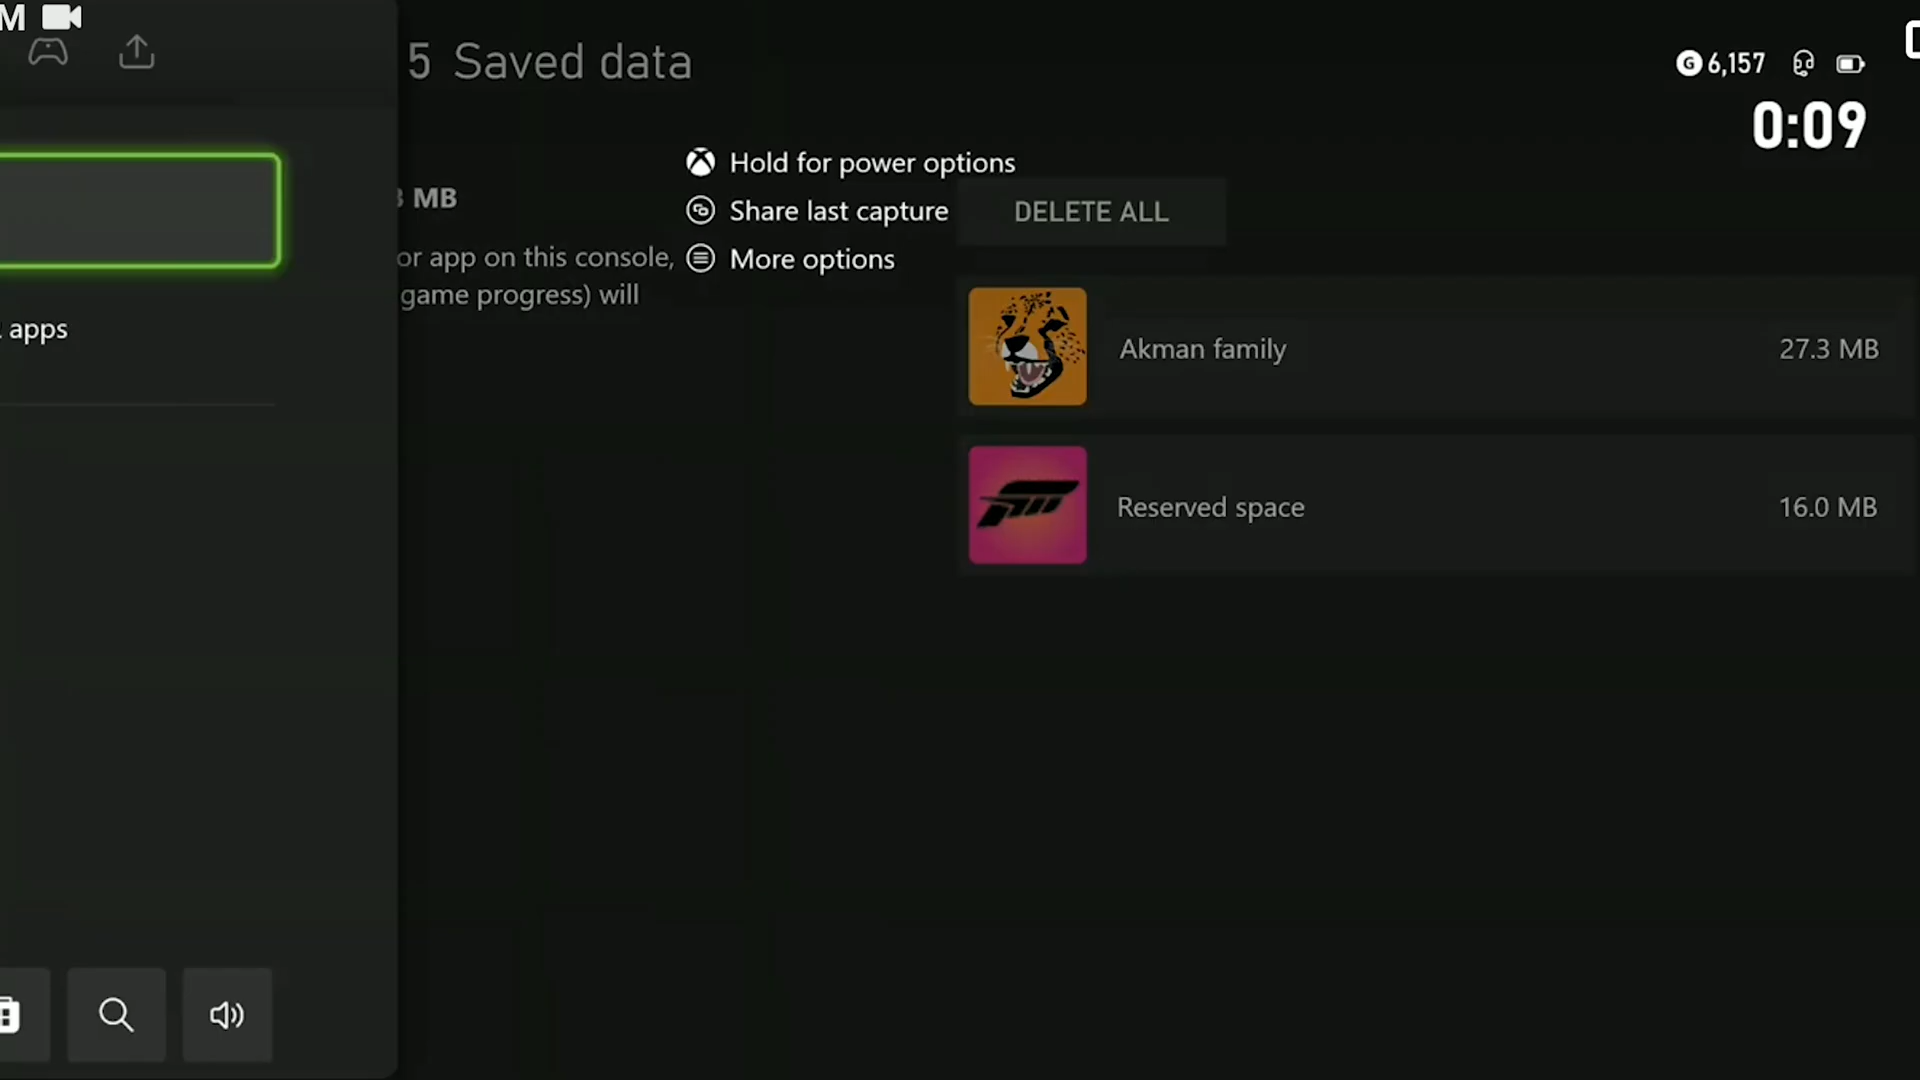 M
5 Saved data
6,157
0:09
Hold for power options
MB
Share last capture
DELETE ALL
or app on this console,
More options
game progress) will
apps
Akman family
27.3 MB
Reserved space
16.0 MB